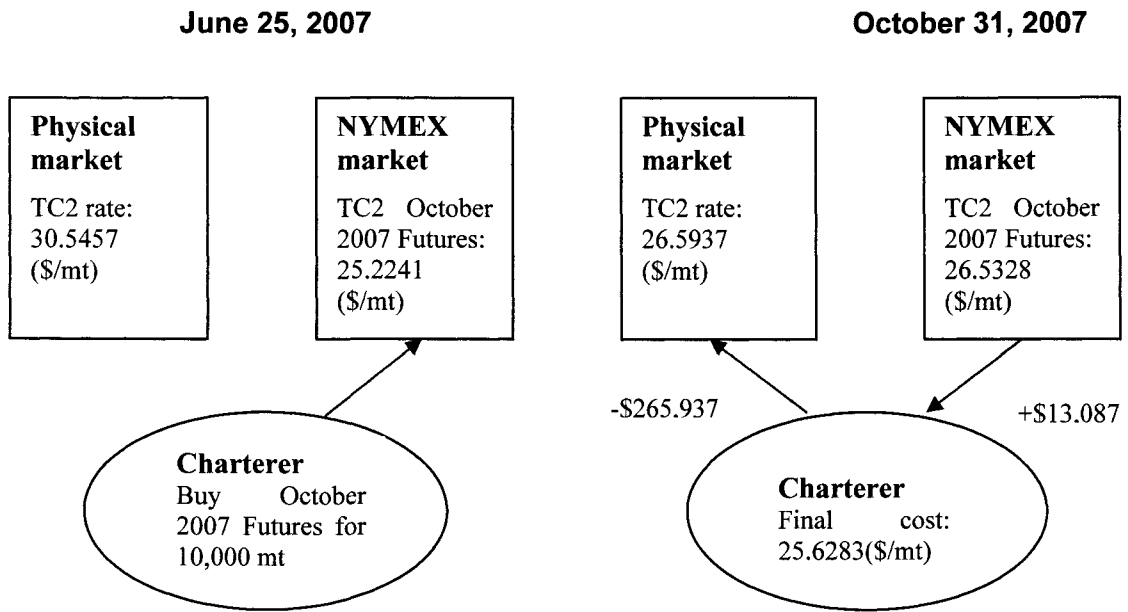 June 25, 2007
October 31, 2007
Physical
market
TC2 rate:
30.5457
($/mt)
NYMEX
market
TC2 October
2007 Futures:
25.2241
($/mt)
Physical
market
TC2 rate:
26.5937
($/mt)
NYMEX
market
TC2 October
2007 Futures:
26.5328
($/mt)
-$265.937
+$13.087
Charterer
Buy October
2007 Futures for
10,000 mt
Charterer
Final cost:
25.6283($/mt)